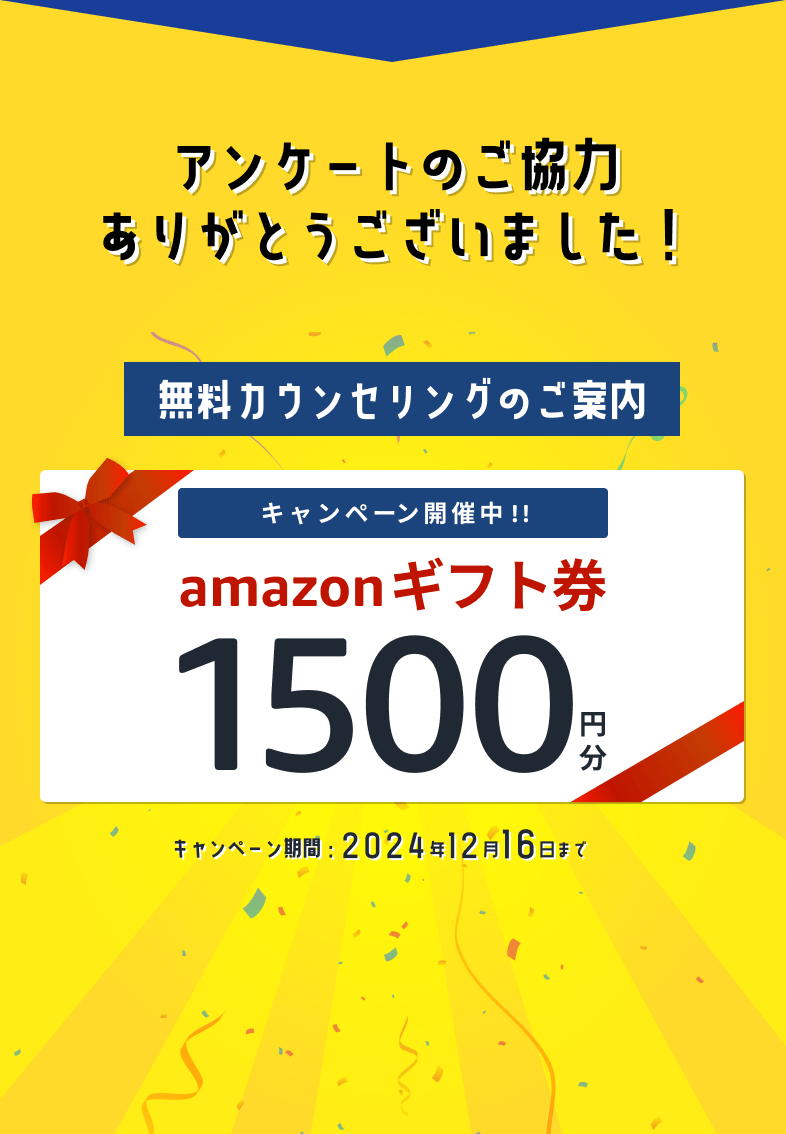 アンケートのご協力
ありがとうございました！
無料カウンセリングのご案内
キャンペーン開催中!!
amazonギフト券
1500円分
キャンペーン期間：2024年12月16日まで